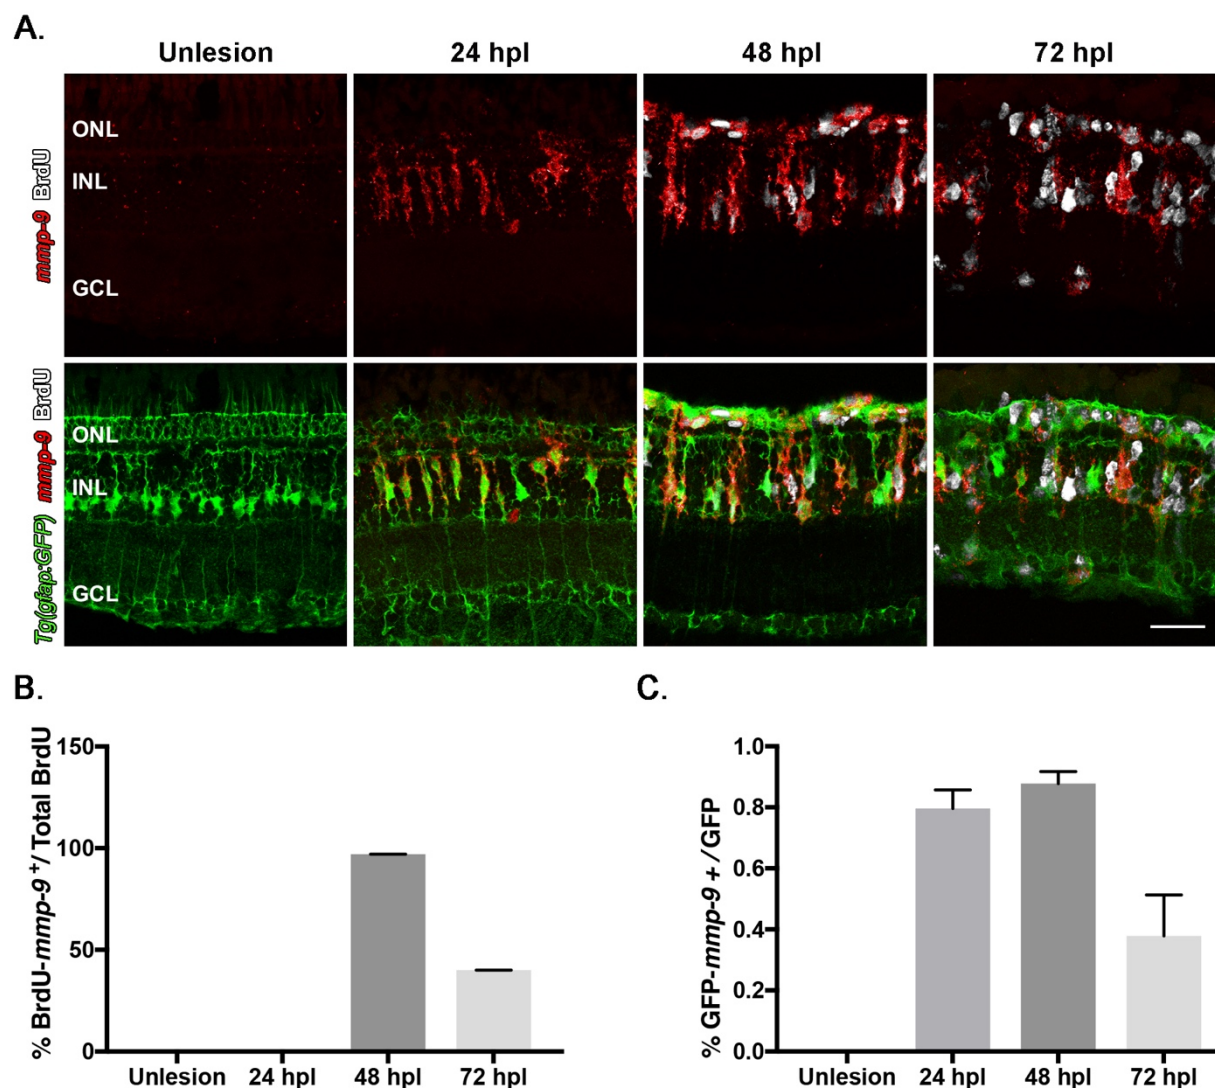 A.
Unlesion 24 hpl 48 hpl 72 hpl
mmp-9 BrdU
ONL
INL
GCL
Tg(gfap:GFP) mmp-9 BrdU
ONL
INL
GCL
B.
% BrdU-mmp-9 +/Total BrdU
150
100
50
0
Unlesion 24 hpl 48 hpl 72 hpl
C.
% GFP-mmp-9 +/GFP
1.0
0.8
0.6
0.4
0.2
0.0
Unlesion 24 hpl 48 hpl 72 hpl